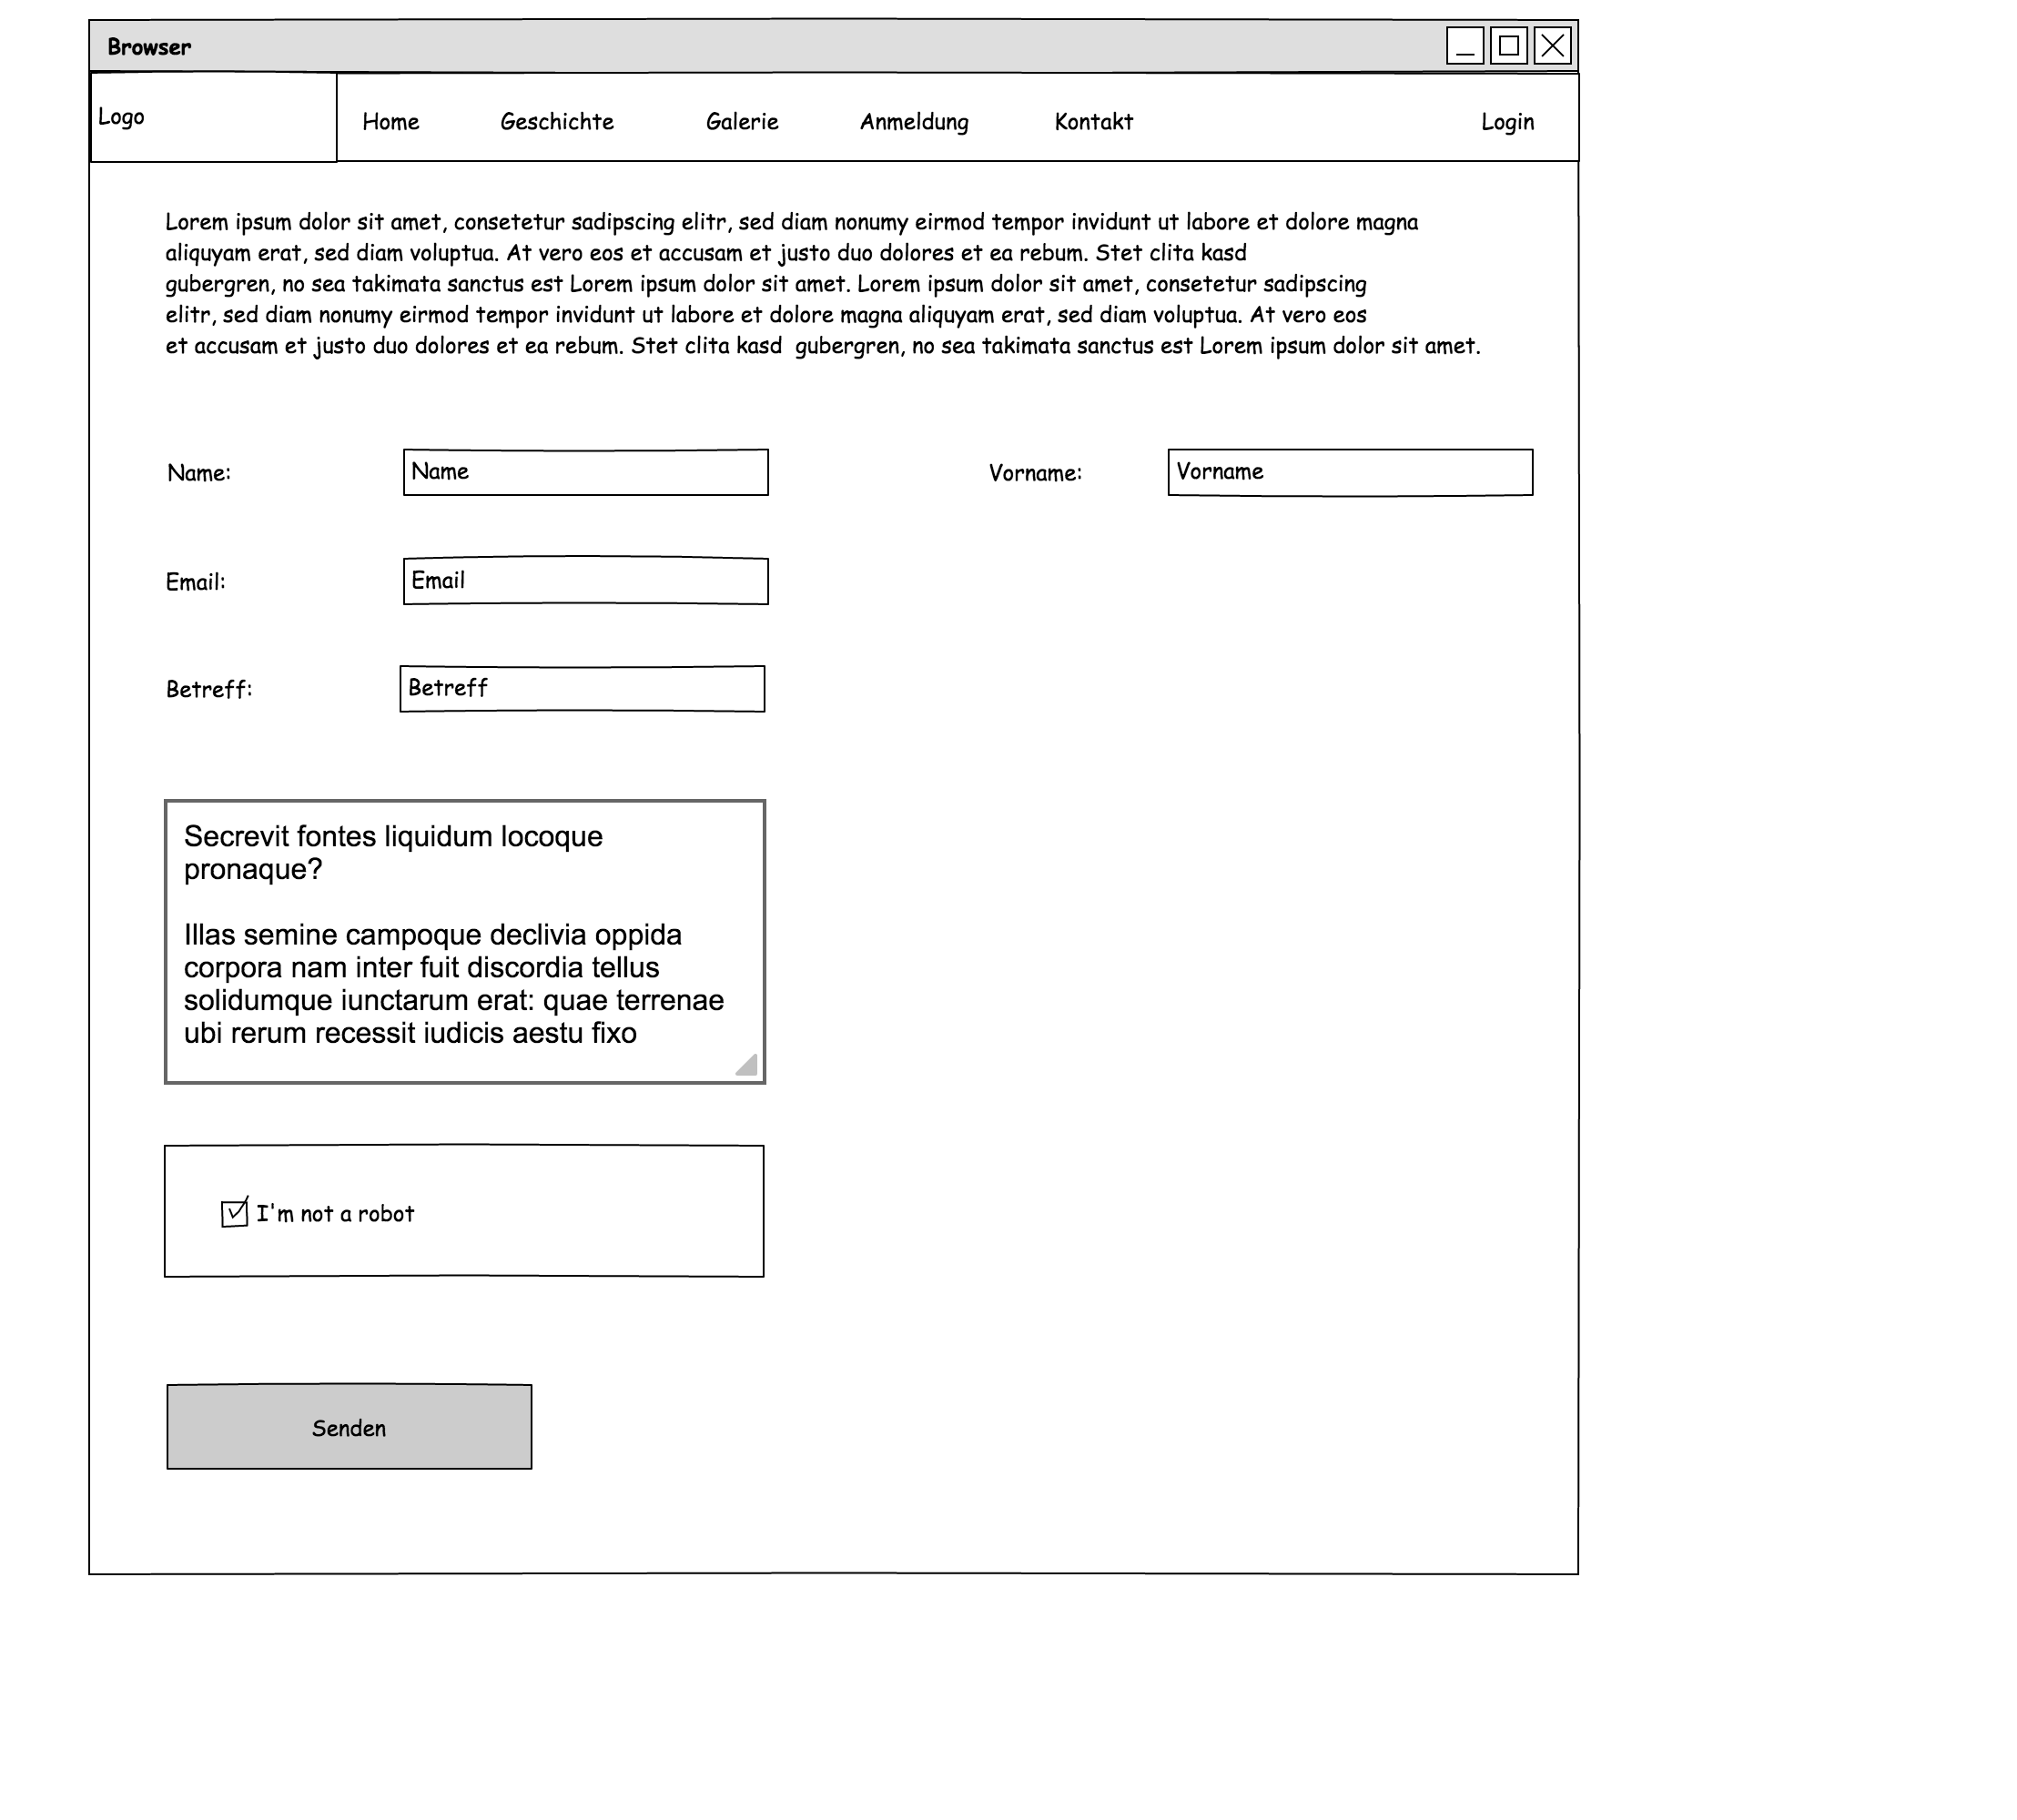 Browser
Logo
Home Geschichte Galerie Anmeldung Kontakt Login
Lorem ipsum dolor sit amet, consetetur sadipscing elitr, sed diam nonumy eirmod tempor invidunt ut labore et dolore magna
aliquyam erat, sed diam voluptua. At vero eos et accusam et justo duo dolores et ea rebum. Stet clita kasd
gubergren, no sea takimata sanctus est Lorem ipsum dolor sit amet. Lorem ipsum dolor sit amet, consetetur sadipscing
elitr, sed diam nonumy eirmod tempor invidunt ut labore et dolore magna aliquyam erat, sed diam voluptua. At vero eos
et accusam et justo duo dolores et ea rebum. Stet clita kasd  gubergren, no sea takimata sanctus est Lorem ipsum dolor sit amet.
Name: Name Vorname: Vorname
Email: Email
Betreff: Betreff
Secrevit fontes liquidum locoque
pronaque?
Illas semine campoque declivia oppida
corpora nam inter fuit discordia tellus
solidumque iunctarum erat: quae terrenae
ubi rerum recessit iudicis aestu fixo
I'm not a robot
Senden